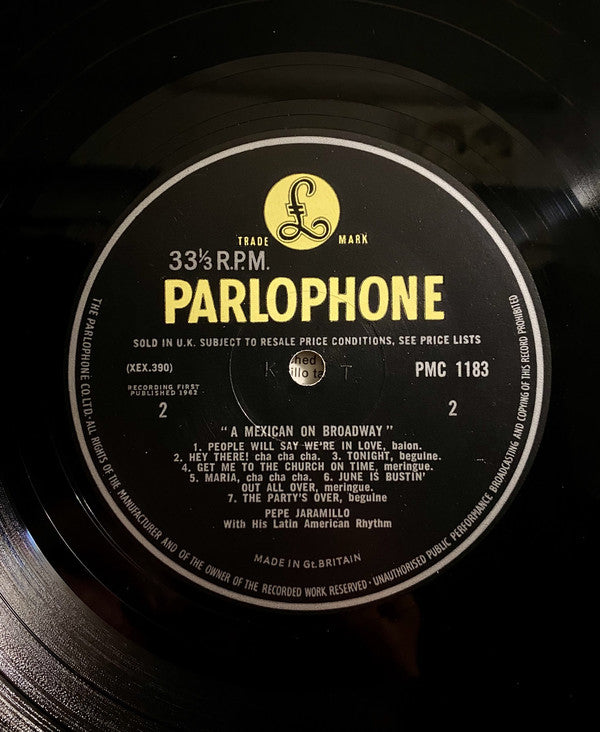 £
TRADE MARK
33⅓ R.P.M.
PARLOPHONE
SOLD IN U.K. SUBJECT TO RESALE PRICE CONDITIONS, SEE PRICE LISTS
(XEX.390)
PMC 1183
RECORDING FIRST
PUBLISHED 1962
2
2
K T.
hed
illo ta
"A MEXICAN ON BROADWAY"
1. PEOPLE WILL SAY WE'RE IN LOVE, baion.
2. HEY THERE! cha cha cha. 3. TONIGHT, beguine.
4. GET ME TO THE CHURCH ON TIME, meringue.
5. MARIA, cha cha cha. 6. JUNE IS BUSTIN'
OUT ALL OVER, meringue.
7. THE PARTY'S OVER, beguine
PEPE JARAMILLO
With His Latin American Rhythm
MADE IN Gt. BRITAIN
THE PARLOPHONE CO. LTD. · ALL RIGHTS OF THE MANUFACTURER AND OF THE OWNER OF THE RECORDED WORK RESERVED · UNAUTHORISED PUBLIC PERFORMANCE BROADCASTING AND COPYING OF THIS RECORD PROHIBITED